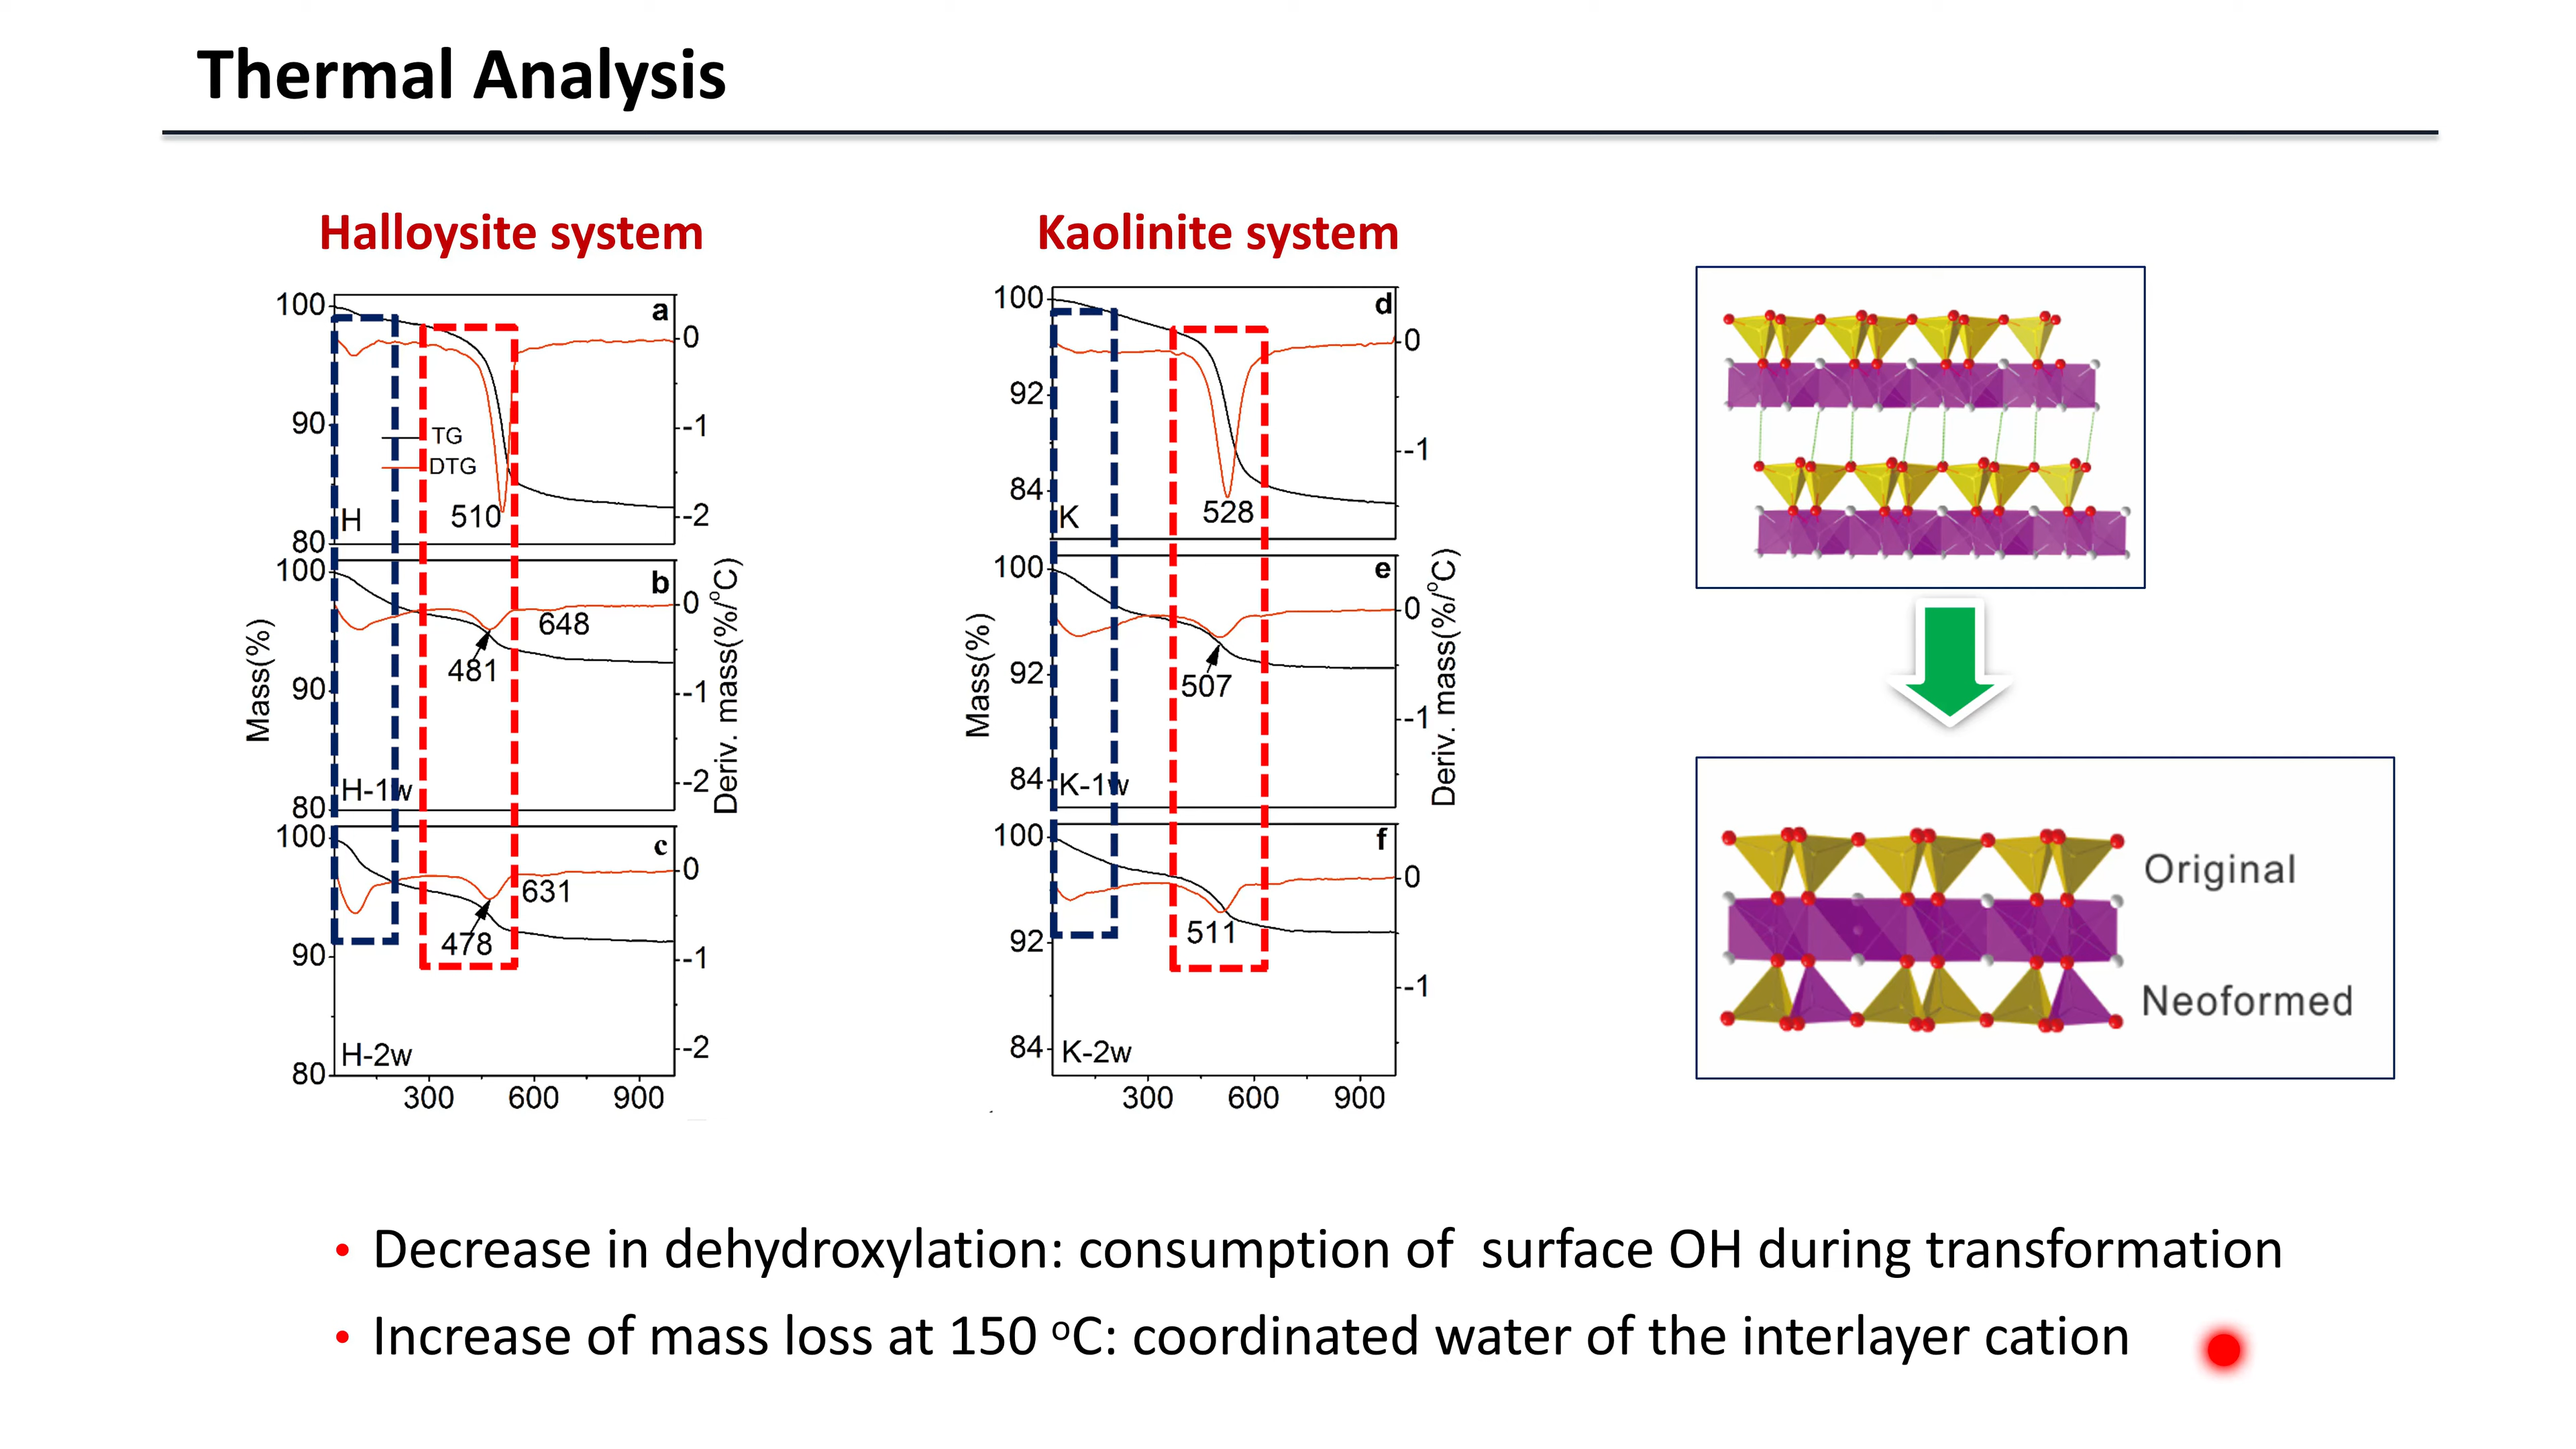 Thermal Analysis
Halloysite system
100
90
80
a
0
-1
-2
TG
DTG
510
H
100
90
80
b
0
-1
-2
648
481
H-1w
100
90
80
c
0
-1
-2
631
478
H-2w
300 600 900
Mass(%)
Deriv. mass(%/°C)
Kaolinite system
100
92
84
d
0
-1
528
K
100
92
84
e
0
-1
507
K-1w
100
92
84
f
0
-1
511
K-2w
300 600 900
Mass(%)
Deriv. mass(%/°C)
Original
Neoformed
• Decrease in dehydroxylation: consumption of surface OH during transformation
• Increase of mass loss at 150 °C: coordinated water of the interlayer cation